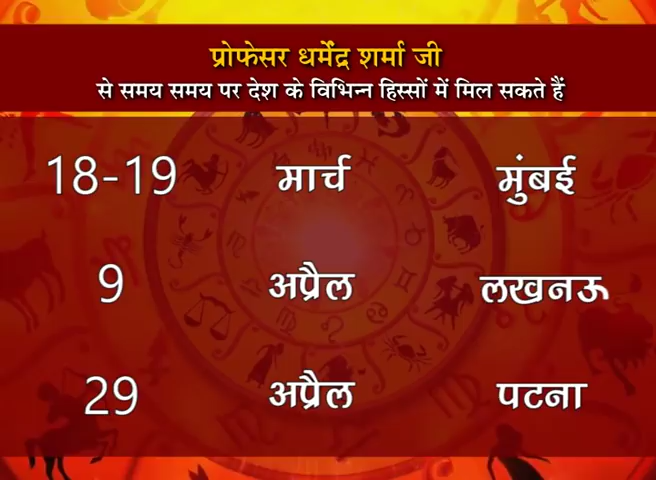 प्रोफेसर धर्मेंद्र शर्मा जी
से समय समय पर देश के विभिन्न हिस्सों में मिल सकते हैं
18-19 मार्च मुंबई
9 अप्रैल लखनऊ
29 अप्रैल पटना